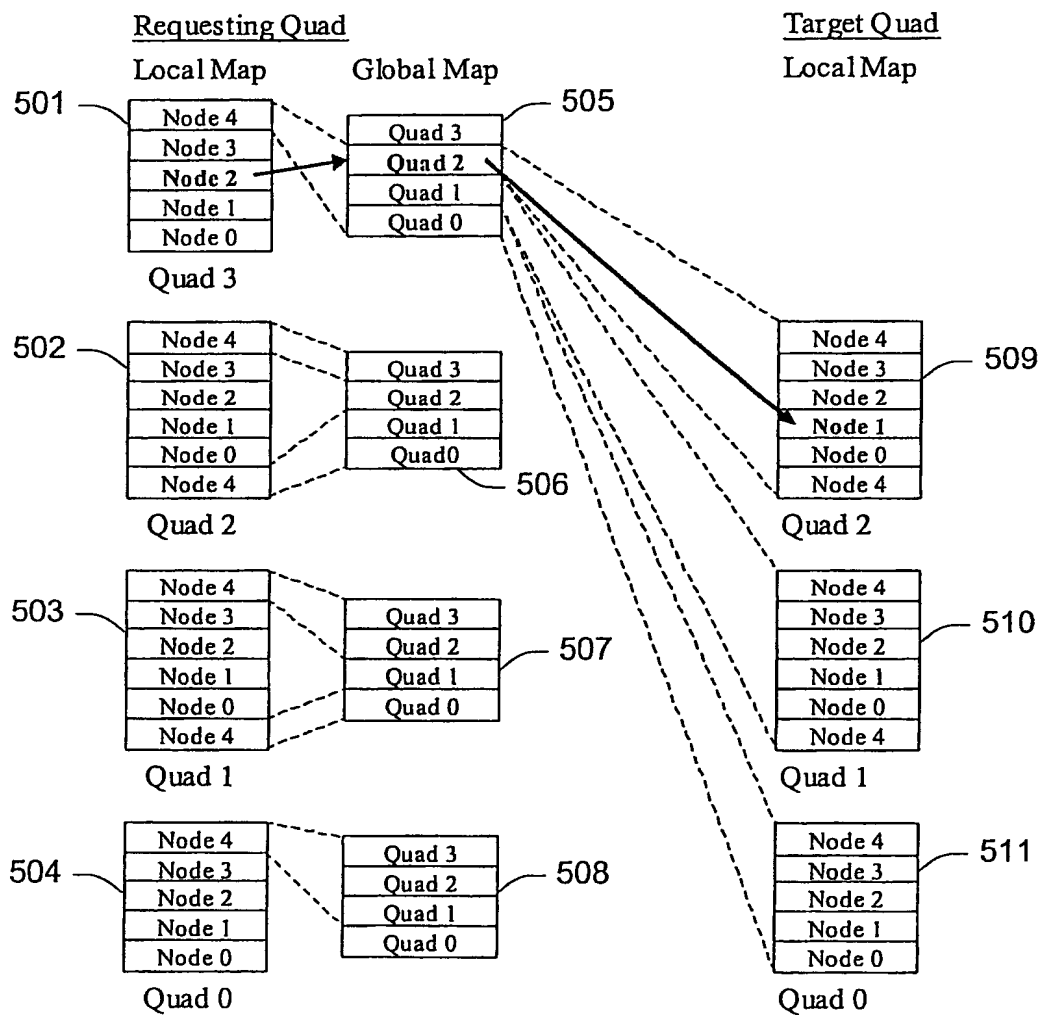 Requesting Quad
Target Quad
Local Map
Global Map
Local Map
501
Node 4
Node 3
Node 2
Node 1
Node 0
Quad 3
505
Quad 3
Quad 2
Quad 1
Quad 0
502
Node 4
Node 3
Node 2
Node 1
Node 0
Node 4
Quad 2
Quad 3
Quad 2
Quad 1
Quad0
506
509
Node 4
Node 3
Node 2
Node 1
Node 0
Node 4
Quad 2
503
Node 4
Node 3
Node 2
Node 1
Node 0
Node 4
Quad 1
Quad 3
Quad 2
Quad 1
Quad 0
507
510
Node 4
Node 3
Node 2
Node 1
Node 0
Node 4
Quad 1
504
Node 4
Node 3
Node 2
Node 1
Node 0
Quad 0
Quad 3
Quad 2
Quad 1
Quad 0
508
511
Node 4
Node 3
Node 2
Node 1
Node 0
Quad 0